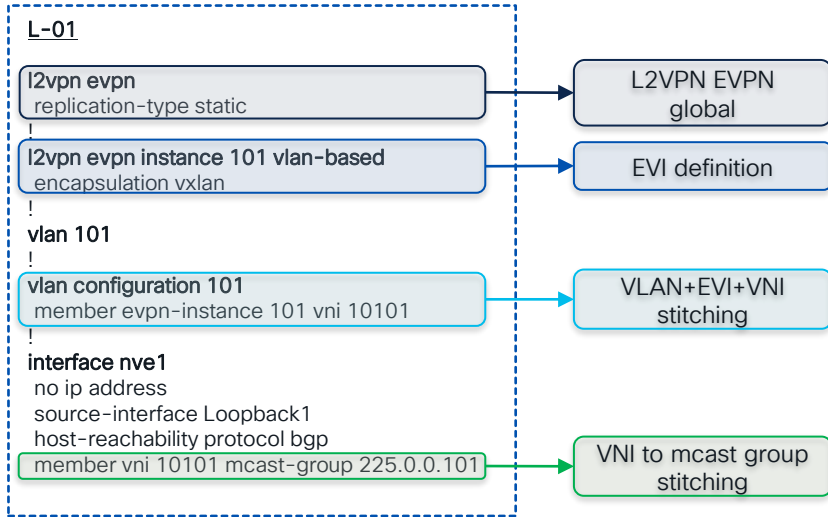 L-01
l2vpn evpn
replication-type static
!
l2vpn evpn instance 101 vlan-based
encapsulation vxlan
!
vlan 101
!
vlan configuration 101
member evpn-instance 101 vni 10101
!
interface nve1
no ip address
source-interface Loopback1
host-reachability protocol bgp
member vni 10101 mcast-group 225.0.0.101
L2VPN EVPN
global
EVI definition
VLAN+EVI+VNI
stitching
VNI to mcast group
stitching